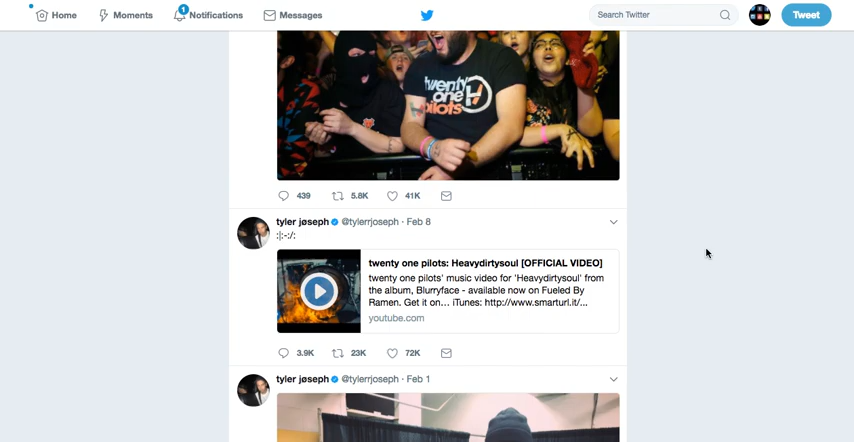 Home Moments 1 Notifications Messages Search Twitter Tweet
twenty
one
pilots
439 5.8K 41K
tyler jøseph @tylerrjoseph · Feb 8
:|:-:/:
twenty one pilots: Heavydirtysoul [OFFICIAL VIDEO]
twenty one pilots' music video for 'Heavydirtysoul' from
the album, Blurryface - available now on Fueled By
Ramen. Get it on... iTunes: http://www.smarturl.it/...
youtube.com
3.9K 23K 72K
tyler jøseph @tylerrjoseph · Feb 1